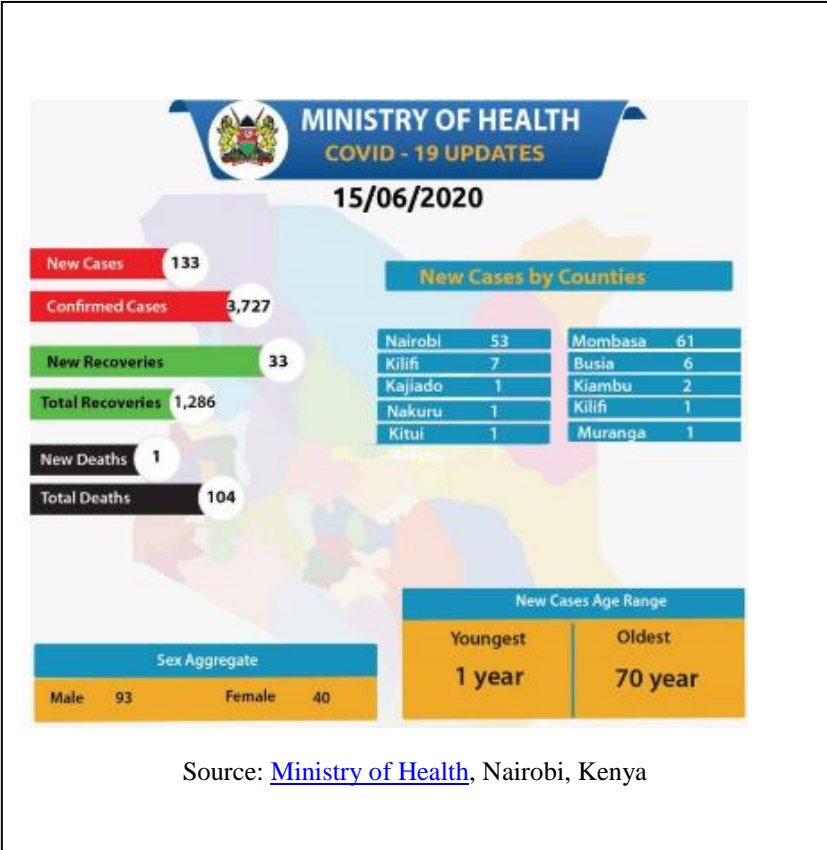 MINISTRY OF HEALTH
COVID - 19 UPDATES
15/06/2020
New Cases 133
Confirmed Cases 3,727
New Recoveries 33
Total Recoveries 1,286
New Deaths 1
Total Deaths 104
New Cases by Counties
Nairobi 53
Kilifi 7
Kajiado 1
Nakuru 1
Kitui 1
Mombasa 61
Busia 6
Kiambu 2
Kilifi 1
Muranga 1
Sex Aggregate
Male 93 Female 40
New Cases Age Range
Youngest
1 year
Oldest
70 year
Source: Ministry of Health, Nairobi, Kenya